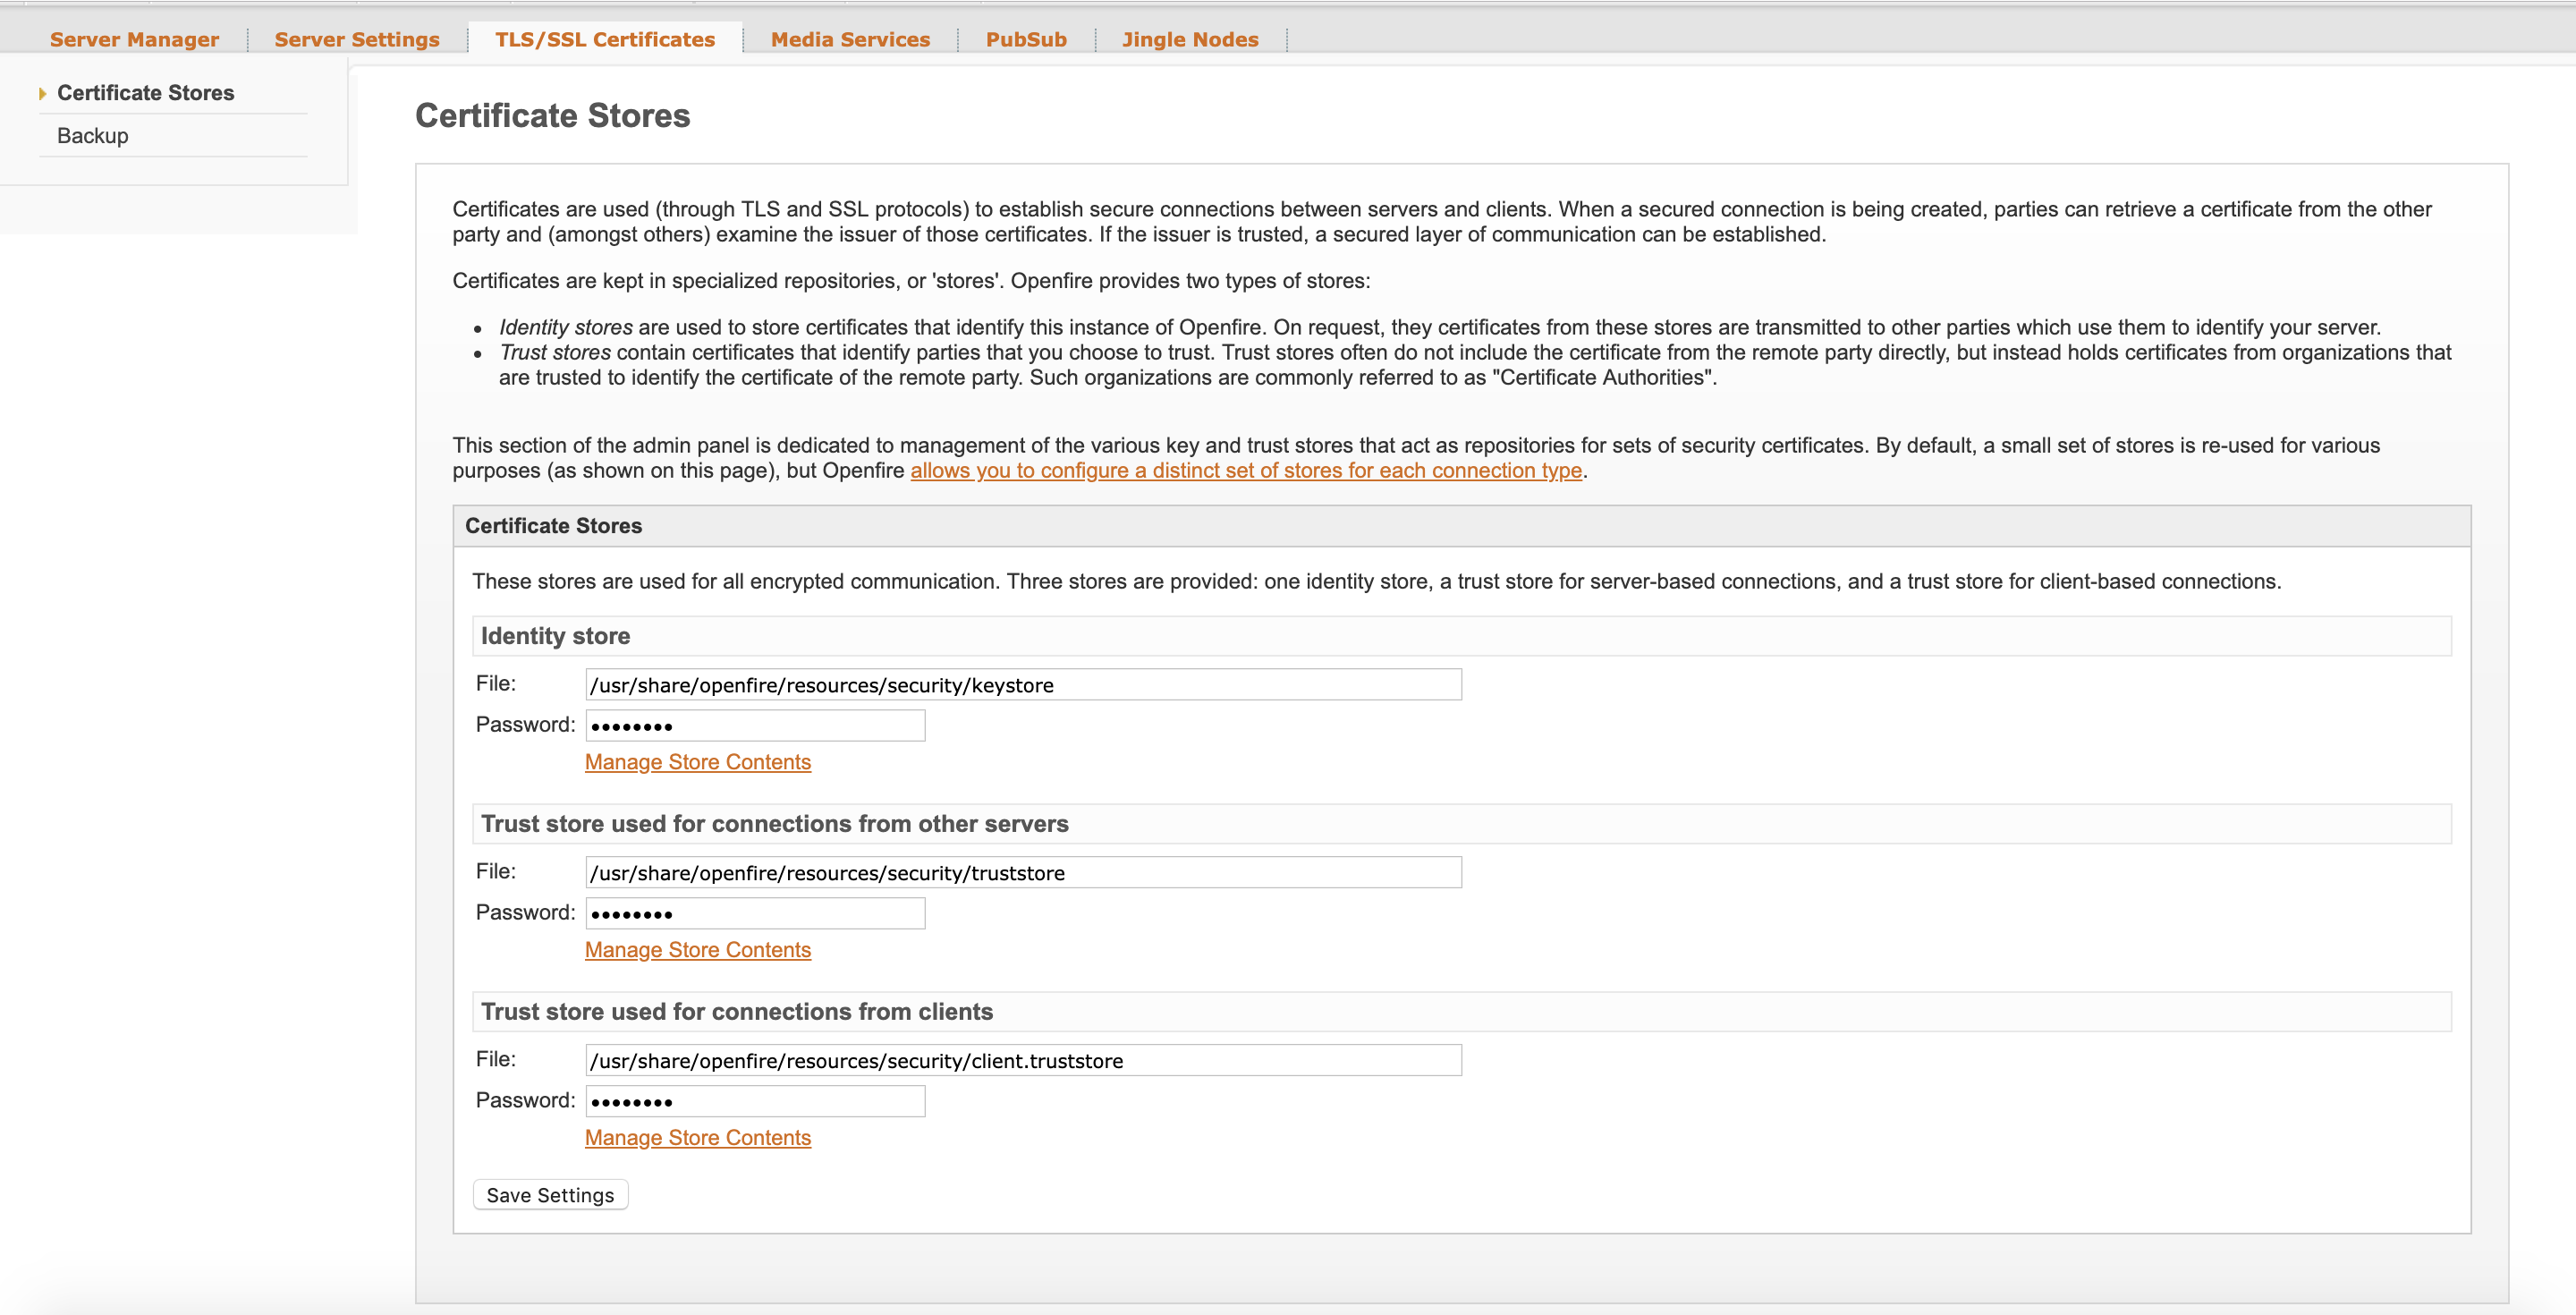 Server Manager
Server Settings
TLS/SSL Certificates
Media Services
PubSub
Jingle Nodes
Certificate Stores
Backup
Certificate Stores
Certificates are used (through TLS and SSL protocols) to establish secure connections between servers and clients. When a secured connection is being created, parties can retrieve a certificate from the other
party and (amongst others) examine the issuer of those certificates. If the issuer is trusted, a secured layer of communication can be established.
Certificates are kept in specialized repositories, or 'stores'. Openfire provides two types of stores:
• Identity stores are used to store certificates that identify this instance of Openfire. On request, they certificates from these stores are transmitted to other parties which use them to identify your server.
• Trust stores contain certificates that identify parties that you choose to trust. Trust stores often do not include the certificate from the remote party directly, but instead holds certificates from organizations that
are trusted to identify the certificate of the remote party. Such organizations are commonly referred to as "Certificate Authorities".
This section of the admin panel is dedicated to management of the various key and trust stores that act as repositories for sets of security certificates. By default, a small set of stores is re-used for various
purposes (as shown on this page), but Openfire allows you to configure a distinct set of stores for each connection type.
Certificate Stores
These stores are used for all encrypted communication. Three stores are provided: one identity store, a trust store for server-based connections, and a trust store for client-based connections.
Identity store
File: /usr/share/openfire/resources/security/keystore
Password: ••••••••
Manage Store Contents
Trust store used for connections from other servers
File: /usr/share/openfire/resources/security/truststore
Password: ••••••••
Manage Store Contents
Trust store used for connections from clients
File: /usr/share/openfire/resources/security/client.truststore
Password: ••••••••
Manage Store Contents
Save Settings